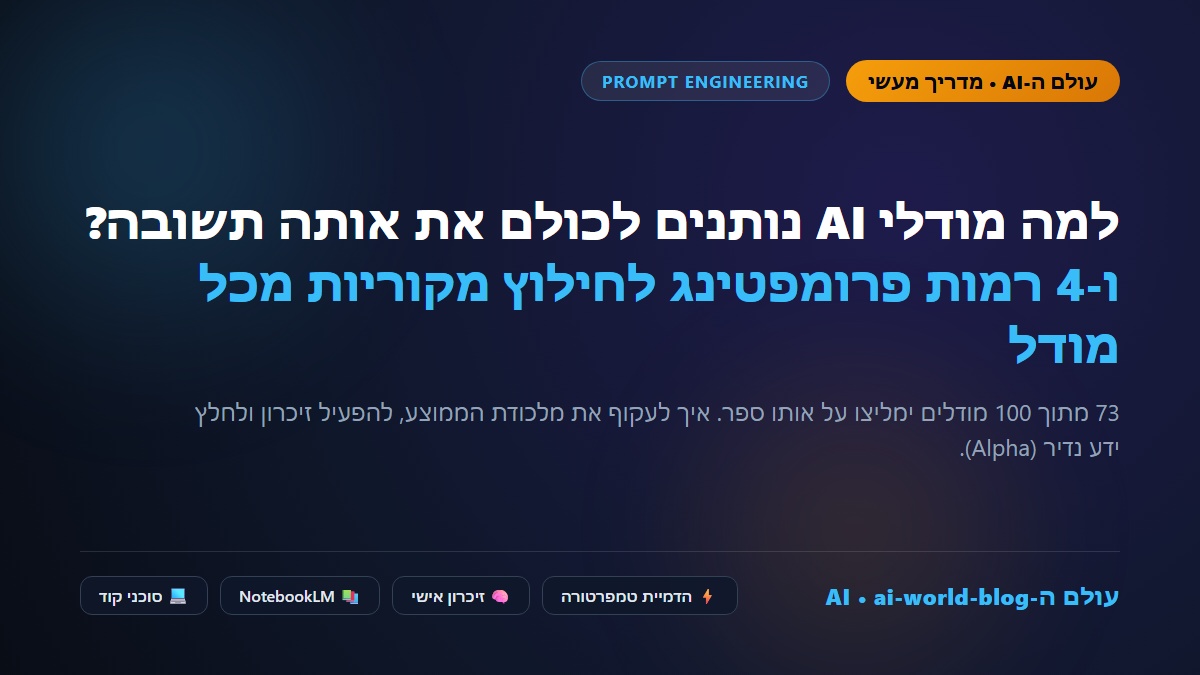 עולם ה-AI • מדריך מעשי
PROMPT ENGINEERING
למה מודלי AI נותנים לכולם את אותה תשובה?
ו-4 רמות פרומפטינג לחילוץ מקוריות מכל
מודל
73 מתוך 100 מודלים ימליצו על אותו ספר. איך לעקוף את מלכודת הממוצע, להפעיל זיכרון ולחלץ
ידע נדיר (Alpha).
עולם ה-AI • ai-world-blog
⚡ הדמיית טמפרטורה
🧠 זיכרון אישי
📚 NotebookLM
💻 סוכני קוד